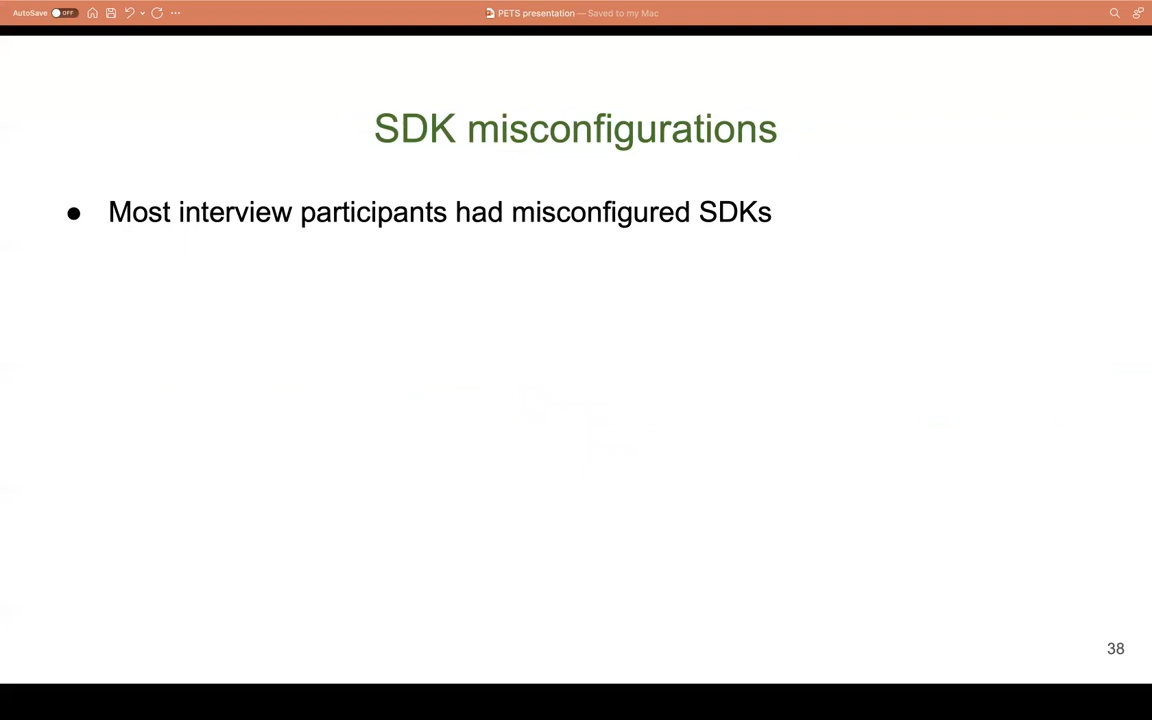 AutoSave OFF PETS presentation — Saved to my Mac
SDK misconfigurations
● Most interview participants had misconfigured SDKs
38